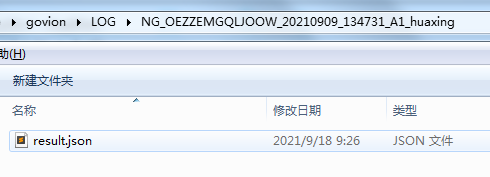 govion ▸ LOG ▸ NG_OEZZEMGQLJOOW_20210909_134731_A1_huaxing
助(H)
新建文件夹
名称 修改日期 类型
result.json 2021/9/18 9:26 JSON 文件